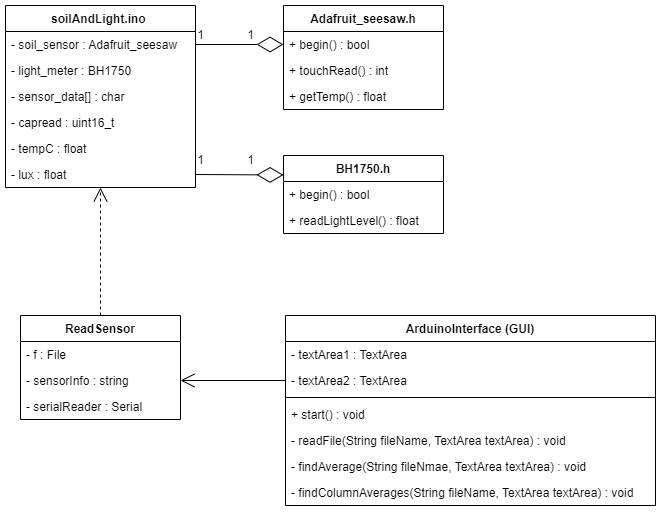 soilAndLight.ino
- soil_sensor : Adafruit_seesaw
- light_meter : BH1750
- sensor_data[] : char
- capread : uint16_t
- tempC : float
- lux : float
1
1
Adafruit_seesaw.h
+ begin() : bool
+ touchRead() : int
+ getTemp() : float
1
1
BH1750.h
+ begin() : bool
+ readLightLevel() : float
ReadSensor
- f : File
- sensorInfo : string
- serialReader : Serial
ArduinoInterface (GUI)
- textArea1 : TextArea
- textArea2 : TextArea
+ start() : void
- readFile(String fileName, TextArea textArea) : void
- findAverage(String fileNmae, TextArea textArea) : void
- findColumnAverages(String fileName, TextArea textArea) : void